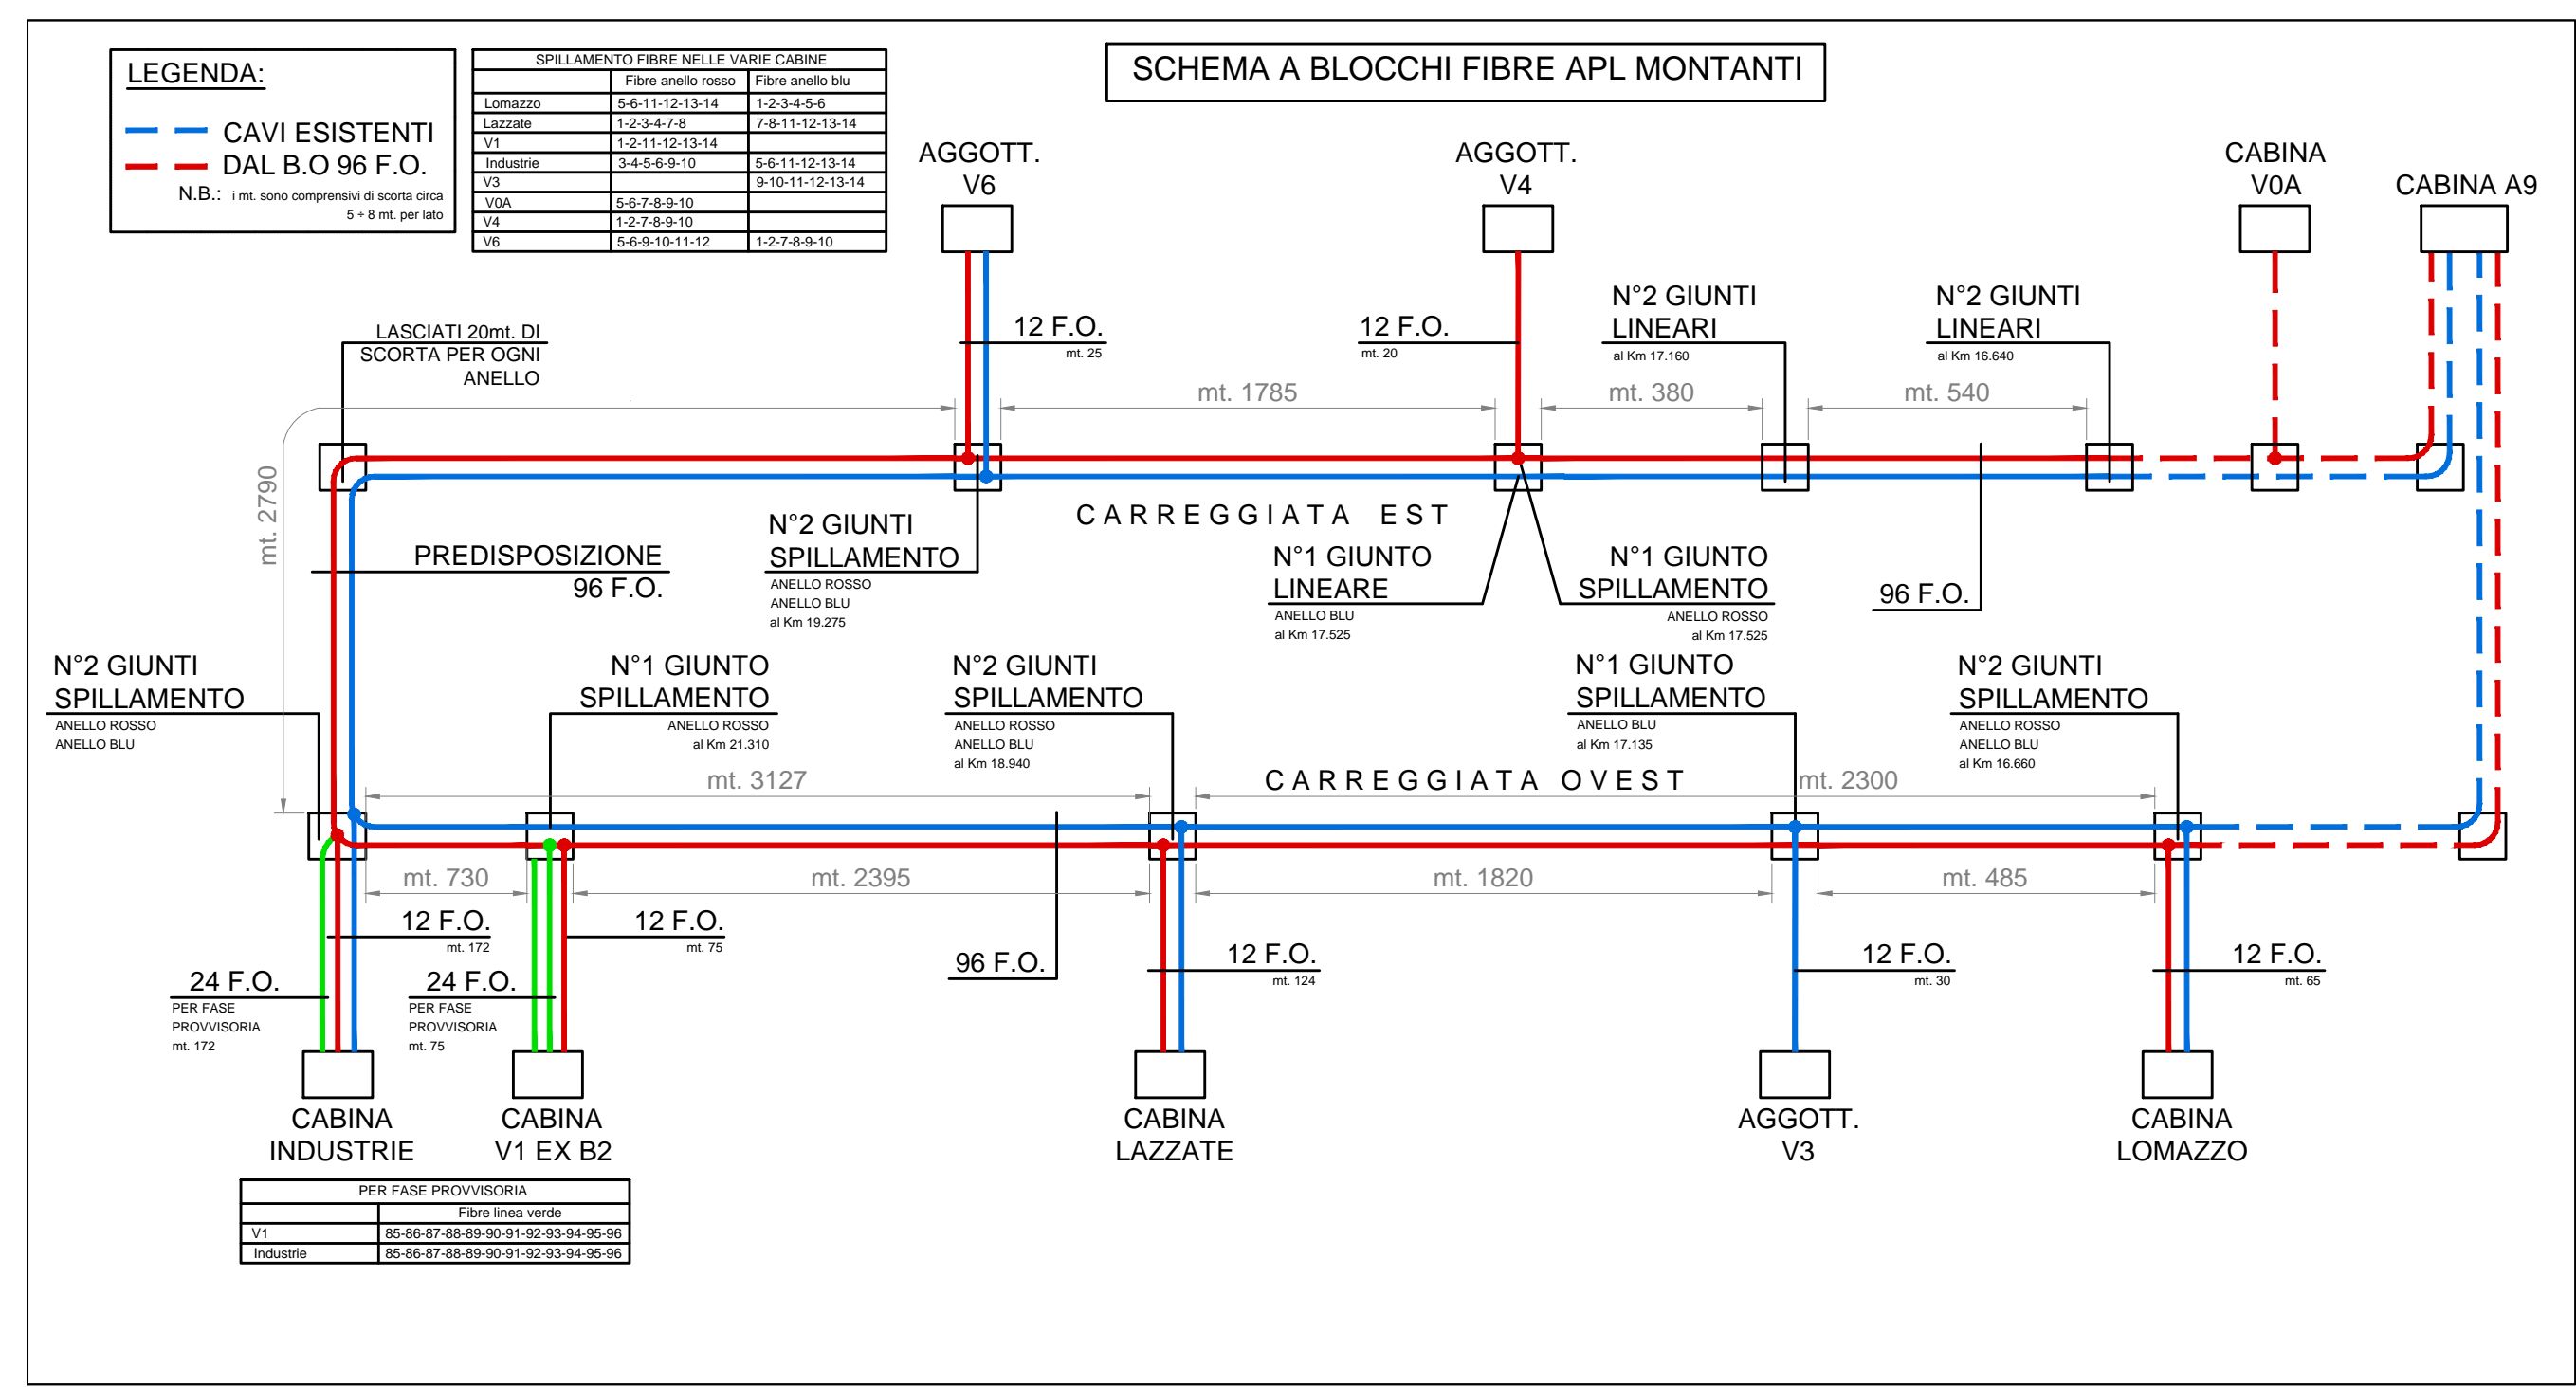 SCHEMA A BLOCCHI FIBRE APL MONTANTI
LEGENDA:
CAVI ESISTENTI
DAL B.O 96 F.O.
N.B.: i mt. sono comprensivi di scorta circa
5 ÷ 8 mt. per lato
SPILLAMENTO FIBRE NELLE VARIE CABINE
Fibre anello rosso Fibre anello blu
Lomazzo 5-6-11-12-13-14 1-2-3-4-5-6
Lazzate 1-2-3-4-7-8 7-8-11-12-13-14
V1 1-2-11-12-13-14
Industrie 3-4-5-6-9-10 5-6-11-12-13-14
V3 9-10-11-12-13-14
V0A 5-6-7-8-9-10
V4 1-2-7-8-9-10
V6 5-6-9-10-11-12 1-2-7-8-9-10
AGGOTT.
V6
AGGOTT.
V4
CABINA
V0A
CABINA A9
LASCIATI 20mt. DI
SCORTA PER OGNI
ANELLO
12 F.O.
mt. 25
12 F.O.
mt. 20
N°2 GIUNTI
LINEARI
al Km 17.160
N°2 GIUNTI
LINEARI
al Km 16.640
mt. 1785
mt. 380
mt. 540
mt. 2790
CARREGGIATA EST
PREDISPOSIZIONE
96 F.O.
N°2 GIUNTI
SPILLAMENTO
ANELLO ROSSO
ANELLO BLU
al Km 19.275
N°1 GIUNTO
LINEARE
ANELLO BLU
al Km 17.525
N°1 GIUNTO
SPILLAMENTO
ANELLO ROSSO
al Km 17.525
96 F.O.
N°2 GIUNTI
SPILLAMENTO
ANELLO ROSSO
ANELLO BLU
N°1 GIUNTO
SPILLAMENTO
ANELLO ROSSO
al Km 21.310
N°2 GIUNTI
SPILLAMENTO
ANELLO ROSSO
ANELLO BLU
al Km 18.940
N°1 GIUNTO
SPILLAMENTO
ANELLO BLU
al Km 17.135
N°2 GIUNTI
SPILLAMENTO
ANELLO ROSSO
ANELLO BLU
al Km 16.660
mt. 3127
CARREGGIATA OVEST
mt. 2300
mt. 730
mt. 2395
mt. 1820
mt. 485
12 F.O.
mt. 172
12 F.O.
mt. 75
96 F.O.
12 F.O.
mt. 124
12 F.O.
mt. 30
12 F.O.
mt. 65
24 F.O.
PER FASE
PROVVISORIA
mt. 172
24 F.O.
PER FASE
PROVVISORIA
mt. 75
CABINA
INDUSTRIE
CABINA
V1 EX B2
CABINA
LAZZATE
AGGOTT.
V3
CABINA
LOMAZZO
PER FASE PROVVISORIA
Fibre linea verde
V1 85-86-87-88-89-90-91-92-93-94-95-96
Industrie 85-86-87-88-89-90-91-92-93-94-95-96